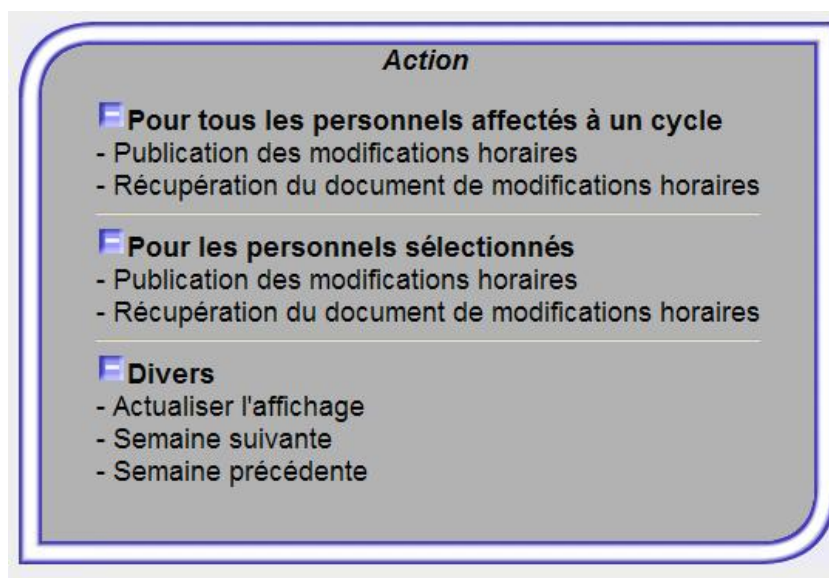 Action
Pour tous les personnels affectés à un cycle
- Publication des modifications horaires
- Récupération du document de modifications horaires
Pour les personnels sélectionnés
- Publication des modifications horaires
- Récupération du document de modifications horaires
Divers
- Actualiser l'affichage
- Semaine suivante
- Semaine précédente